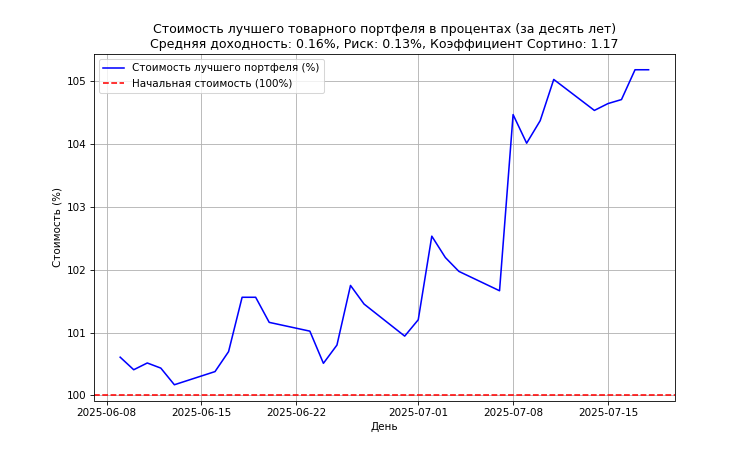 Стоимость лучшего товарного портфеля в процентах (за десять лет)
Средняя доходность: 0.16%, Риск: 0.13%, Коэффициент Сортино: 1.17
Стоимость лучшего портфеля (%)
Начальная стоимость (100%)
Стоимость (%)
105
104
103
102
101
100
2025-06-08
2025-06-15
2025-06-22
2025-07-01
2025-07-08
2025-07-15
День